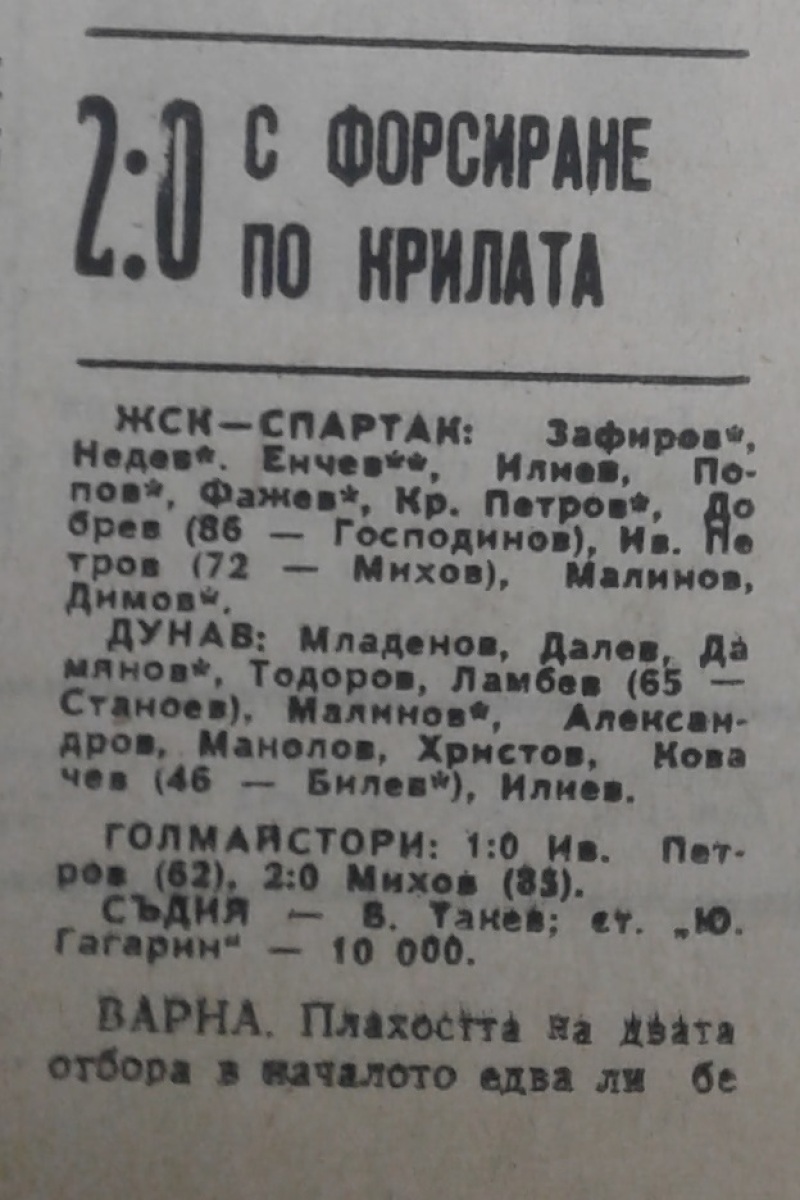 2:0 С ФОРСИРАНЕ
ПО КРИЛАТА
ЖСК—СПАРТАК: Зафиров*,
Недев*. Енчев**, Илиев, По-
пов*, Фажев*, Кр. Петров*, До
брев (86 — Господинов), Ив. Пе
тров (72 — Михов), Малинов,
Димов*.
ДУНАВ: Младенов, Далев, Да
мянов*, Тодоров, Ламбев (65 —
Станоев), Малинов*, Алексан-
дров, Манолов, Христов, Кова
чев (46 — Билев*), Илиев.
ГОЛМАЙСТОРИ: 1:0 Ив. Пет-
ров (62), 2:0 Михов (85).
СЪДИЯ — В. Такев; ст. „Ю.
Гагарин“ — 10 000.
ВАРНА. Плахостта на двата
отбора в началото едва ли бе